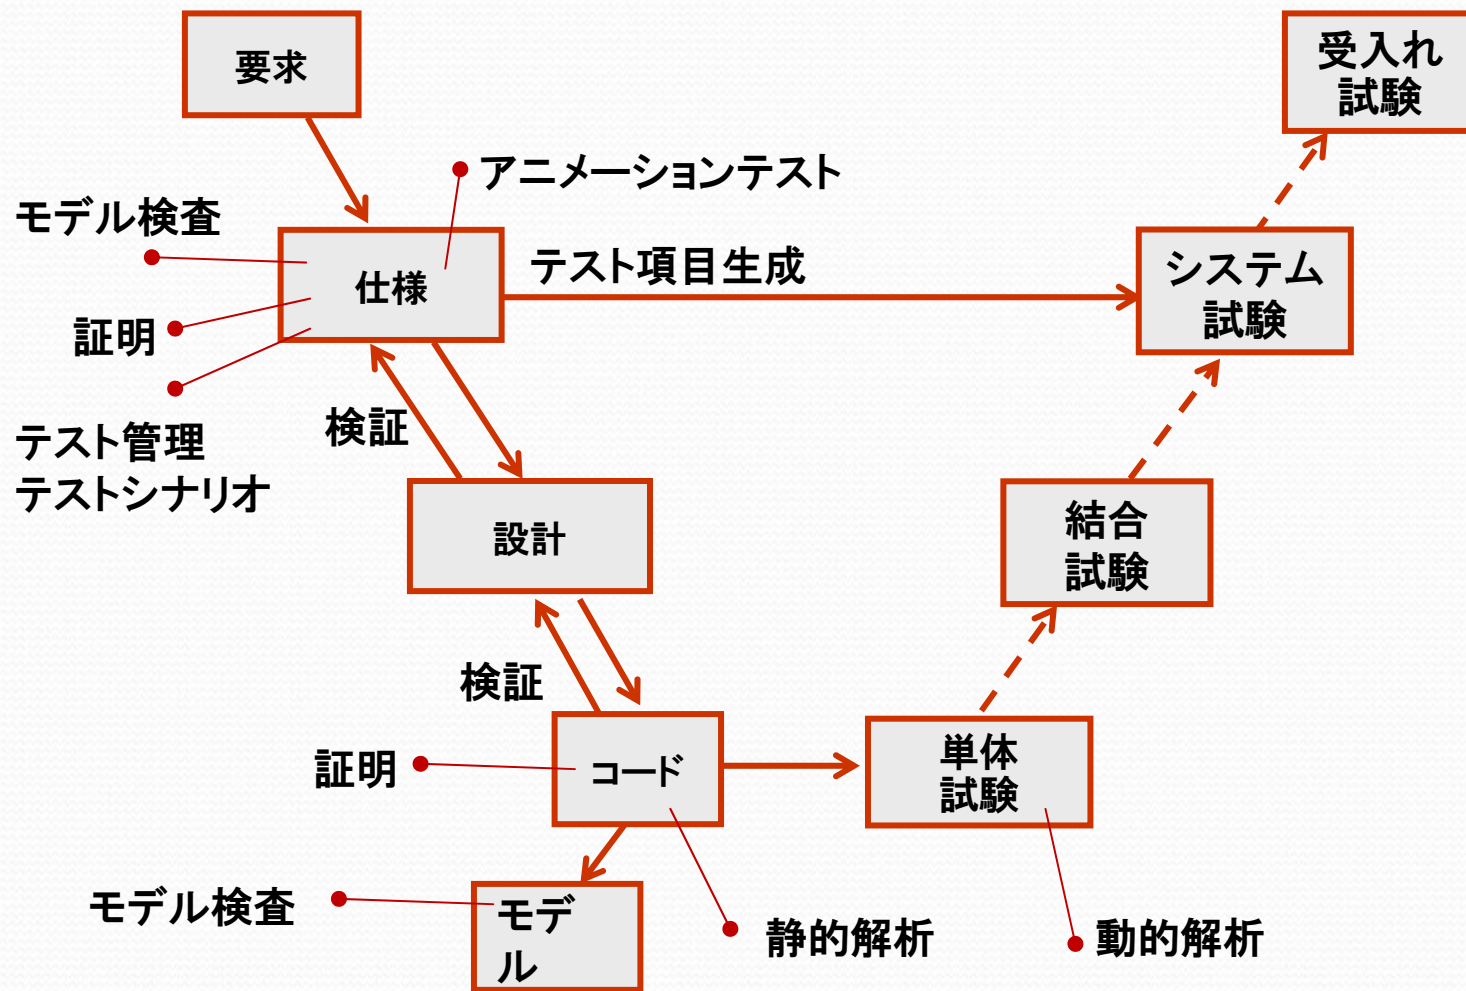 要求
受入れ
試験
アニメーションテスト
モデル検査
仕様
テスト項目生成
システム
試験
証明
検証
テスト管理
テストシナリオ
設計
結合
試験
検証
証明
コード
単体
試験
モデル検査
モデ
ル
静的解析
動的解析